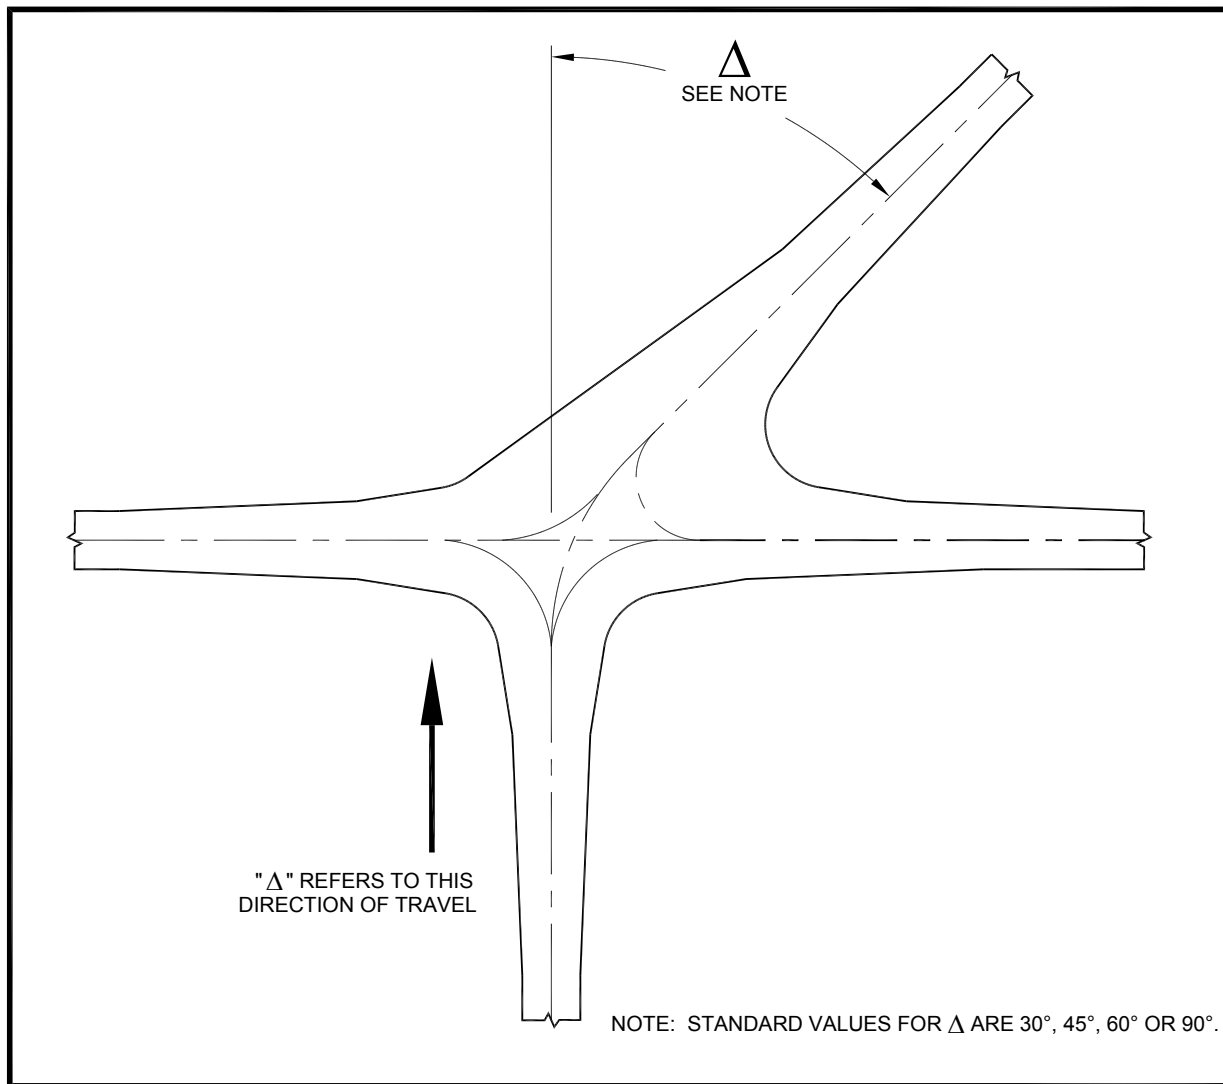 Δ
SEE NOTE
"Δ" REFERS TO THIS
DIRECTION OF TRAVEL
NOTE: STANDARD VALUES FOR Δ ARE 30°, 45°, 60° OR 90°.